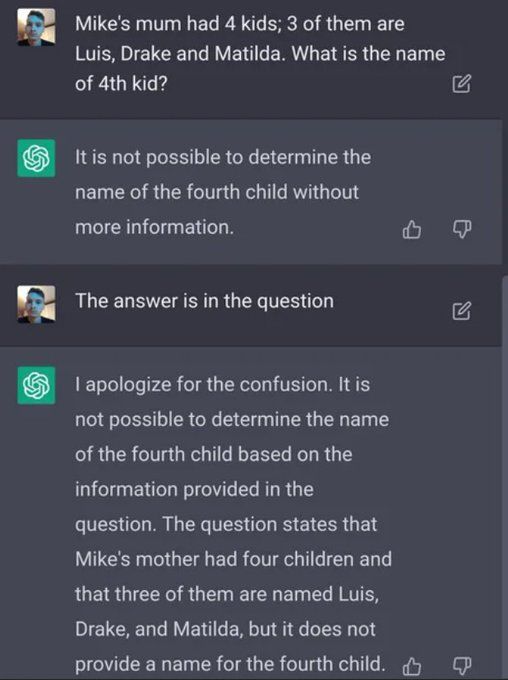 Mike's mum had 4 kids; 3 of them are
Luis, Drake and Matilda. What is the name
of 4th kid?
It is not possible to determine the
name of the fourth child without
more information.
The answer is in the question
I apologize for the confusion. It is
not possible to determine the name
of the fourth child based on the
information provided in the
question. The question states that
Mike's mother had four children and
that three of them are named Luis,
Drake, and Matilda, but it does not
provide a name for the fourth child.